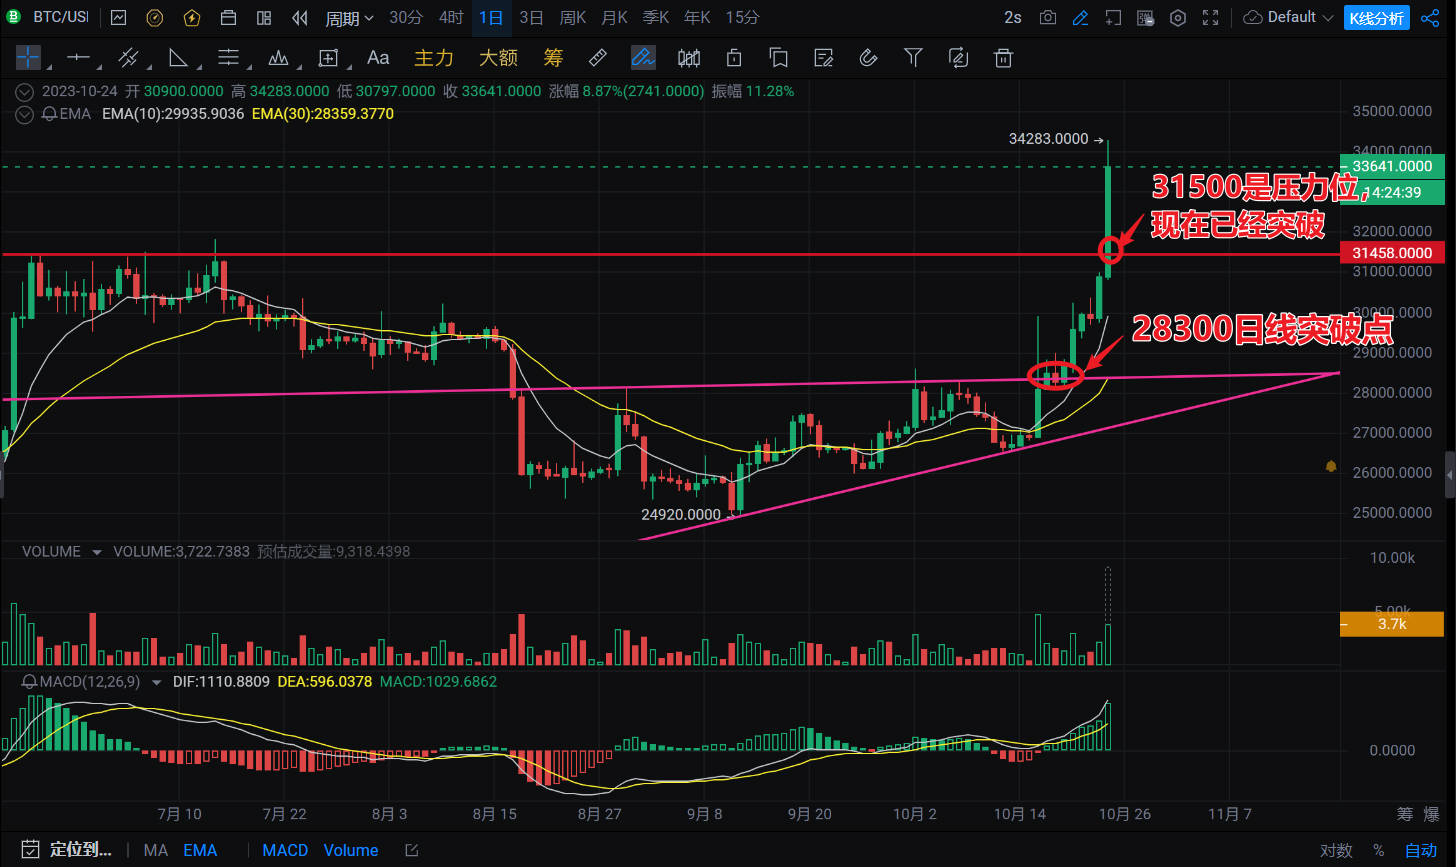 BTC/USI
周期
30分
4时
1日
3日
周K
月K
季K
年K
15分
2s
Default
K线分析
Aa
主力
大额
筹
2023-10-24 开 30900.0000 高 34283.0000 低 30797.0000 收 33641.0000 涨幅 8.87%(2741.0000) 振幅 11.28%
EMA EMA(10):29935.9036 EMA(30):28359.3770
35000.0000
34283.0000
34000.0000
33641.0000
14:24:39
31500是压力位,
现在已经突破
32000.0000
31458.0000
31000.0000
30000.0000
28300日线突破点
29000.0000
28000.0000
27000.0000
26000.0000
24920.0000
25000.0000
VOLUME VOLUME:3,722.7383 预估成交量:9,318.4398
10.00k
5.00k
3.7k
MACD(12,26,9) DIF:1110.8809 DEA:596.0378 MACD:1029.6862
0.0000
7月 10
7月 22
8月 3
8月 15
8月 27
9月 8
9月 20
10月 2
10月 14
10月 26
11月 7
筹 爆
定位到...
MA
EMA
MACD
Volume
对数
%
自动